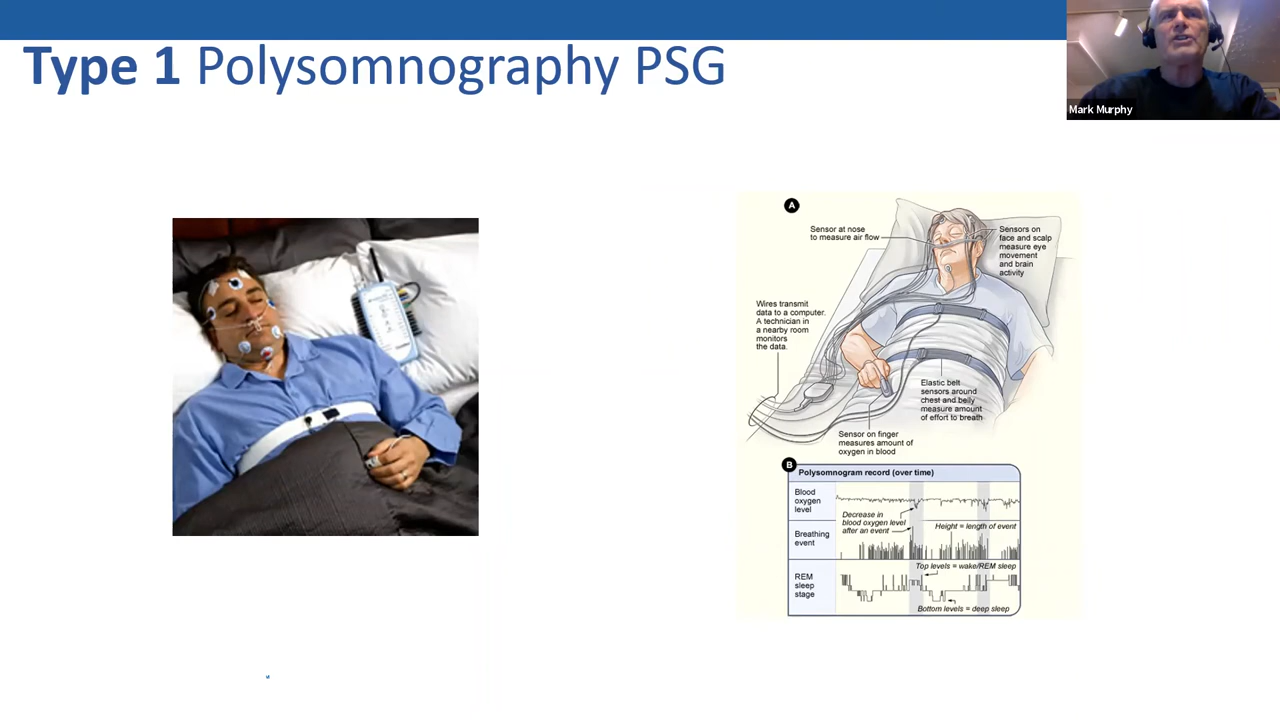 Type 1 Polysomnography PSG
Mark Murphy
A
Sensor at nose
to measure air flow
Sensors on
face and scalp
measure eye
movement
and brain
activity
Wires transmit
data to a computer.
A technician in
a nearby room
monitors
the data.
Elastic belt
sensors around
chest and belly
measure amount
of effort to breath
Sensor on finger
measures amount of
oxygen in blood
B
Polysomnogram record (over time)
Blood
oxygen
level
Decrease in
blood oxygen level
after an event
Height = length of event
Breathing
event
Top levels = wake/REM sleep
REM
sleep
stage
Bottom levels = deep sleep